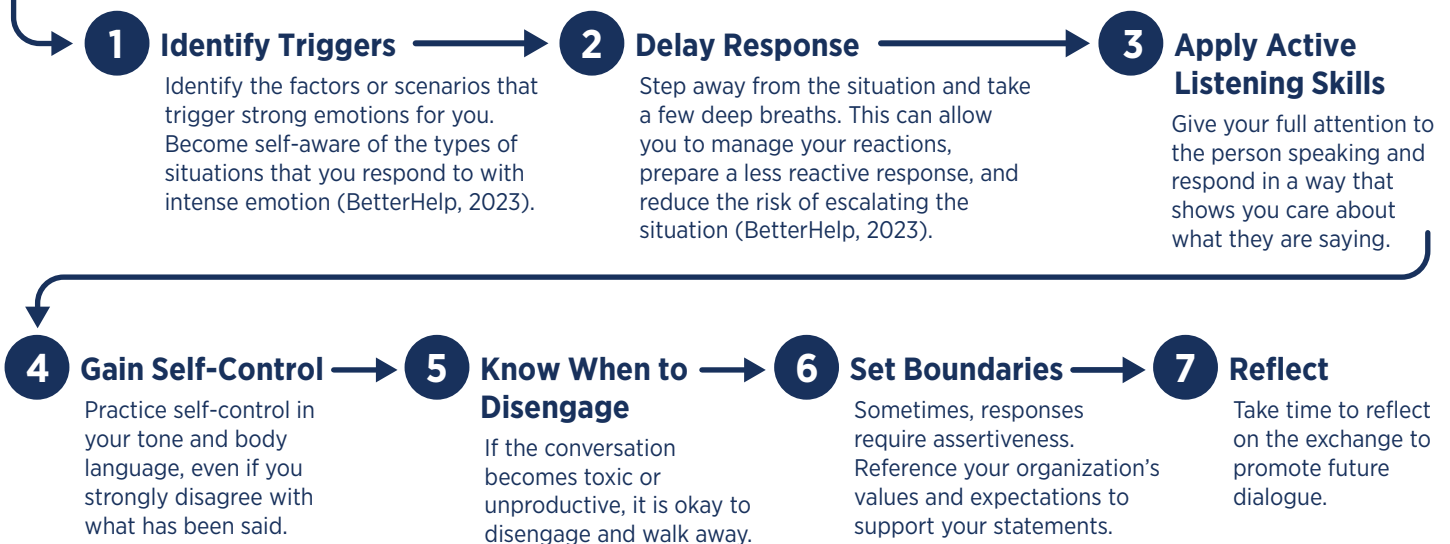 1 Identify Triggers
Identify the factors or scenarios that
trigger strong emotions for you.
Become self-aware of the types of
situations that you respond to with
intense emotion (BetterHelp, 2023).
2 Delay Response
Step away from the situation and take
a few deep breaths. This can allow
you to manage your reactions,
prepare a less reactive response, and
reduce the risk of escalating the
situation (BetterHelp, 2023).
3 Apply Active
Listening Skills
Give your full attention to
the person speaking and
respond in a way that
shows you care about
what they are saying.
4 Gain Self-Control
Practice self-control in
your tone and body
language, even if you
strongly disagree with
what has been said.
5 Know When to
Disengage
If the conversation
becomes toxic or
unproductive, it is okay to
disengage and walk away.
6 Set Boundaries
Sometimes, responses
require assertiveness.
Reference your organization’s
values and expectations to
support your statements.
7 Reflect
Take time to reflect
on the exchange to
promote future
dialogue.